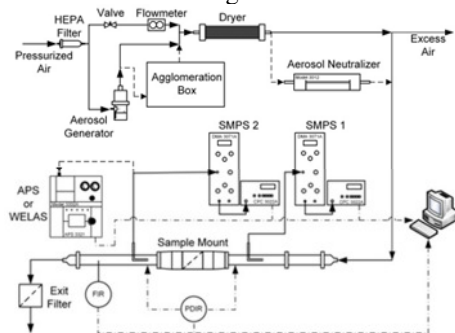 HEPA
Filter
Valve
Flowmeter
Dryer
Pressurized
Air
Excess
Air
Agglomeration
Box
Aerosol Neutralizer
Aerosol
Generator
SMPS 2
SMPS 1
APS
or
WELAS
Sample Mount
Exit
Filter
FIR
PDIR